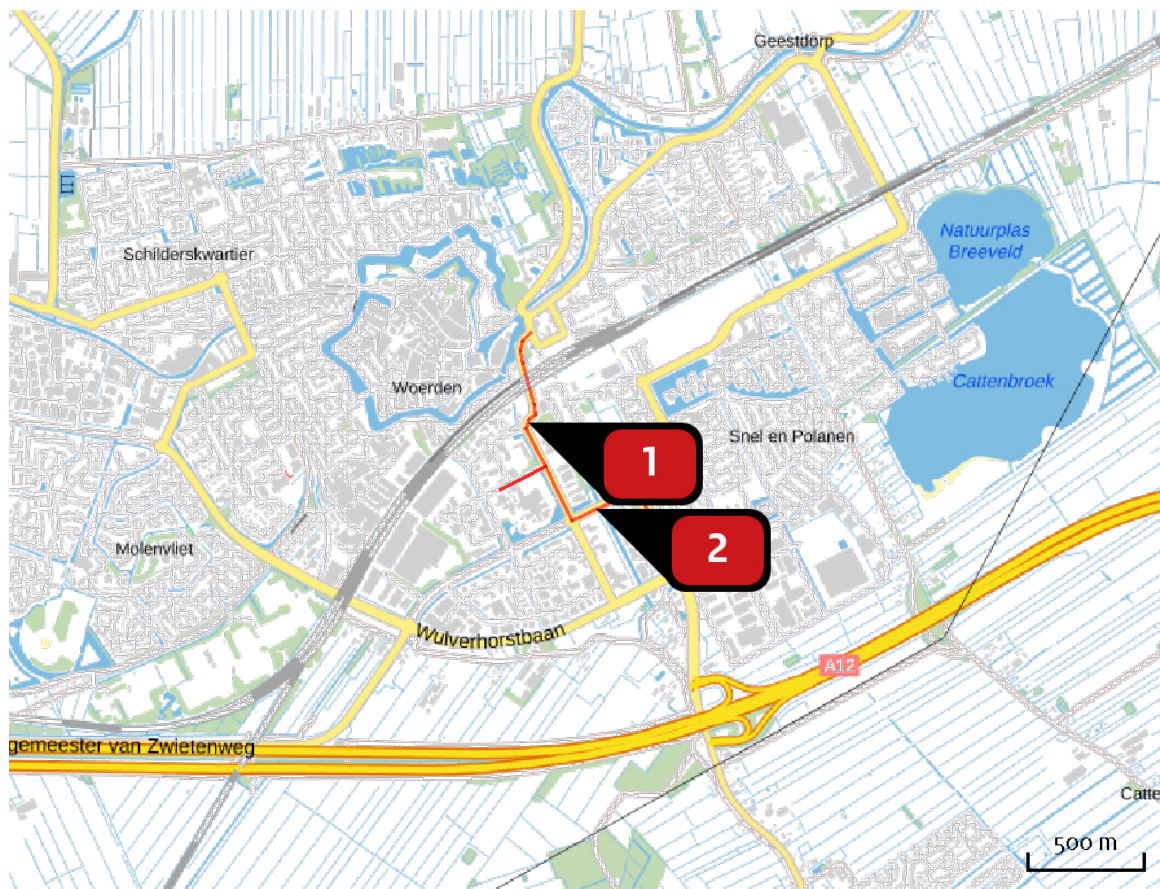 Geestdorp
Natuurplas
Breeveld
Schilderskwartier
Woerden
Cattenbroek
Snel en Polanen
1
2
Molenvliet
Wulverhorstbaan
A12
gemeester van Zwietenweg
Catte
500 m